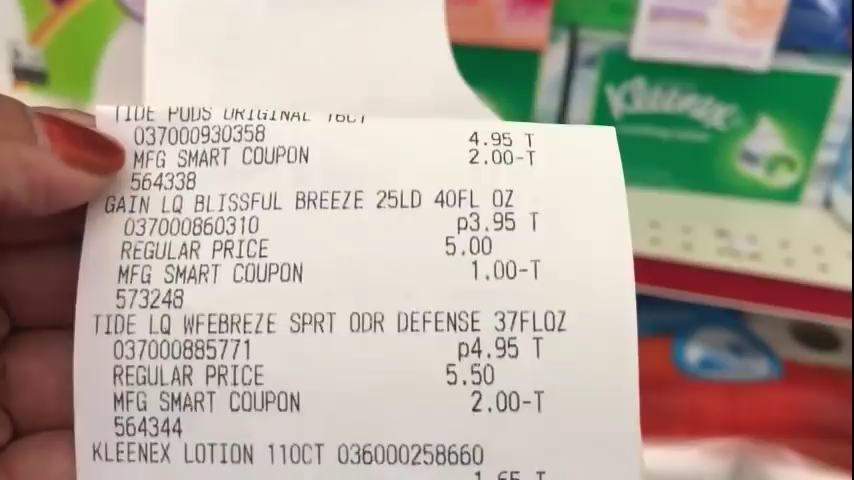 TIDE PODS ORIGINAL 16CT
037000930358 4.95 T
MFG SMART COUPON 2.00-T
564338
GAIN LQ BLISSFUL BREEZE 25LD 40FL OZ
037000860310 p3.95 T
REGULAR PRICE 5.00
MFG SMART COUPON 1.00-T
573248
TIDE LQ WFEBREZE SPRT ODR DEFENSE 37FLOZ
037000885771 p4.95 T
REGULAR PRICE 5.50
MFG SMART COUPON 2.00-T
564344
KLEENEX LOTION 110CT 036000258660
1.65 T
Kleenex